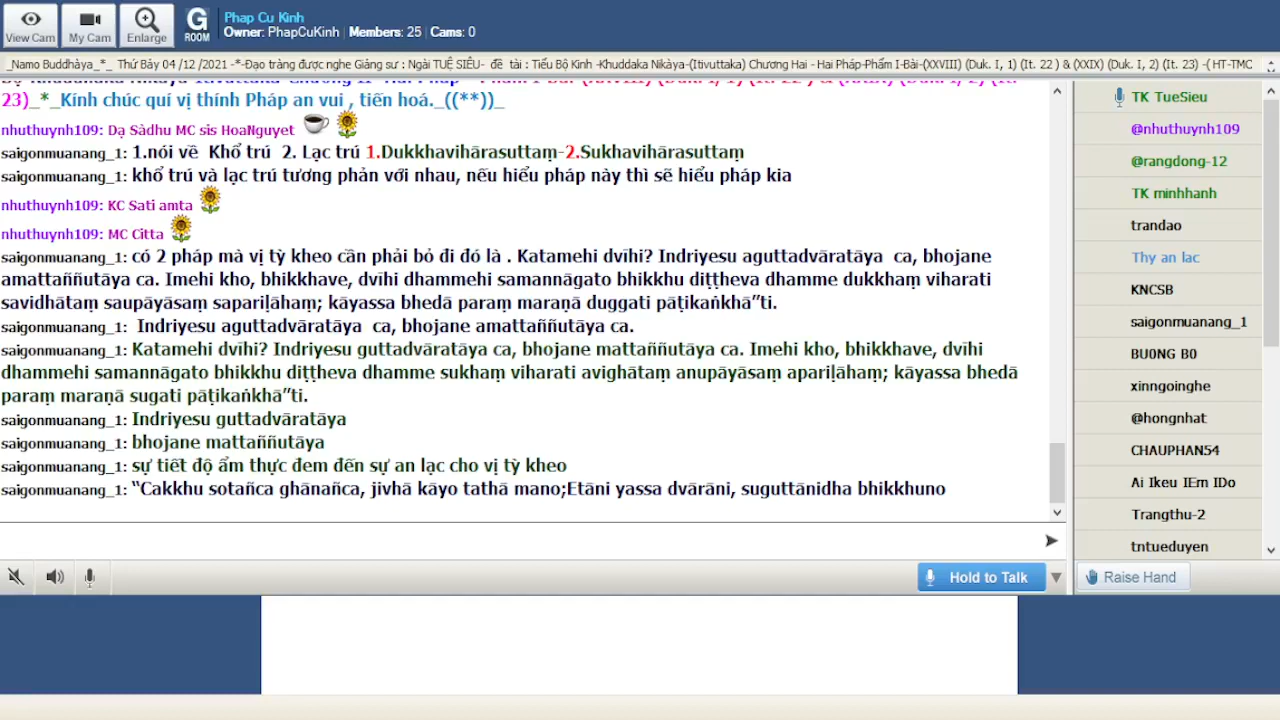 View Cam
My Cam
Enlarge
G
ROOM
Phap Cu Kinh
Owner: PhapCuKinh | Members: 25 | Cams: 0
_Namo Buddhàya_*_ Thứ Bảy 04 /12 /2021 -*-Đạo tràng được nghe Giảng sư : Ngài TUỆ SIÊU- đề tài : Tiểu Bộ Kinh -Khuddaka Nikàya-(Itivuttaka) Chương Hai - Hai Pháp-Phẩm I-Bài-(XXVIII) (Duk. I, 1) (It. 22 ) & (XXIX) (Duk. I, 2) (It. 23) -( HT-TMC
23)_*_Kính chúc quí vị thính Pháp an vui , tiến hoá._((**))_
nhuthuynh109: Dạ Sàdhu MC sis HoaNguyet
saigonmuanang_1: 1.nói về Khổ trú 2. Lạc trú 1.Dukkhavihārasuttaṃ-2.Sukhavihārasuttaṃ
saigonmuanang_1: khổ trú và lạc trú tương phản với nhau, nếu hiểu pháp này thì sẽ hiểu pháp kia
nhuthuynh109: KC Sati amta
nhuthuynh109: MC Citta
saigonmuanang_1: có 2 pháp mà vị tỳ kheo cần phải bỏ đi đó là . Katamehi dvīhi? Indriyesu aguttadvāratāya ca, bhojane
amattaññutāya ca. Imehi kho, bhikkhave, dvīhi dhammehi samannāgato bhikkhu diṭṭheva dhamme dukkhaṃ viharati
savidhātaṃ saupāyāsaṃ sapariḷāhaṃ; kāyassa bhedā paraṃ maraṇā duggati pāṭikaṅkhā”ti.
saigonmuanang_1: Indriyesu aguttadvāratāya ca, bhojane amattaññutāya ca.
saigonmuanang_1: Katamehi dvīhi? Indriyesu guttadvāratāya ca, bhojane mattaññutāya ca. Imehi kho, bhikkhave, dvīhi
dhammehi samannāgato bhikkhu diṭṭheva dhamme sukhaṃ viharati avighātaṃ anupāyāsaṃ apariḷāhaṃ; kāyassa bhedā
paraṃ maraṇā sugati pāṭikaṅkhā”ti.
saigonmuanang_1: Indriyesu guttadvāratāya
saigonmuanang_1: bhojane mattaññutāya
saigonmuanang_1: sự tiết độ ẩm thực đem đến sự an lạc cho vị tỳ kheo
saigonmuanang_1: “Cakkhu sotañca ghānañca, jivhā kāyo tathā mano;Etāni yassa dvārāni, suguttānidha bhikkhuno
Hold to Talk
TK TueSieu
@nhuthuynh109
@rangdong-12
TK minhhanh
trandao
Thy an lac
KNCSB
saigonmuanang_1
BU0NG B0
xinngoinghe
@hongnhat
CHAUPHAN54
Ai Ikeu IEm IDo
Trangthu-2
tntueduyen
Raise Hand